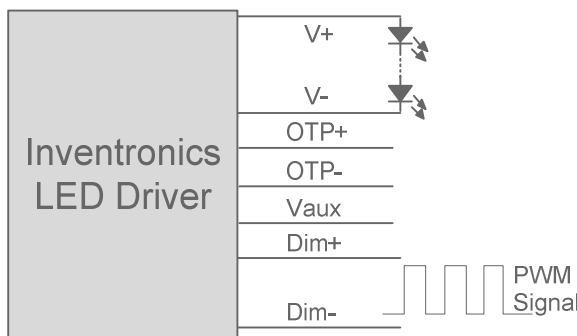 V+
V-
Inventronics
LED Driver
OTP+
OTP-
Vaux
Dim+
Dim-
PWM
Signal